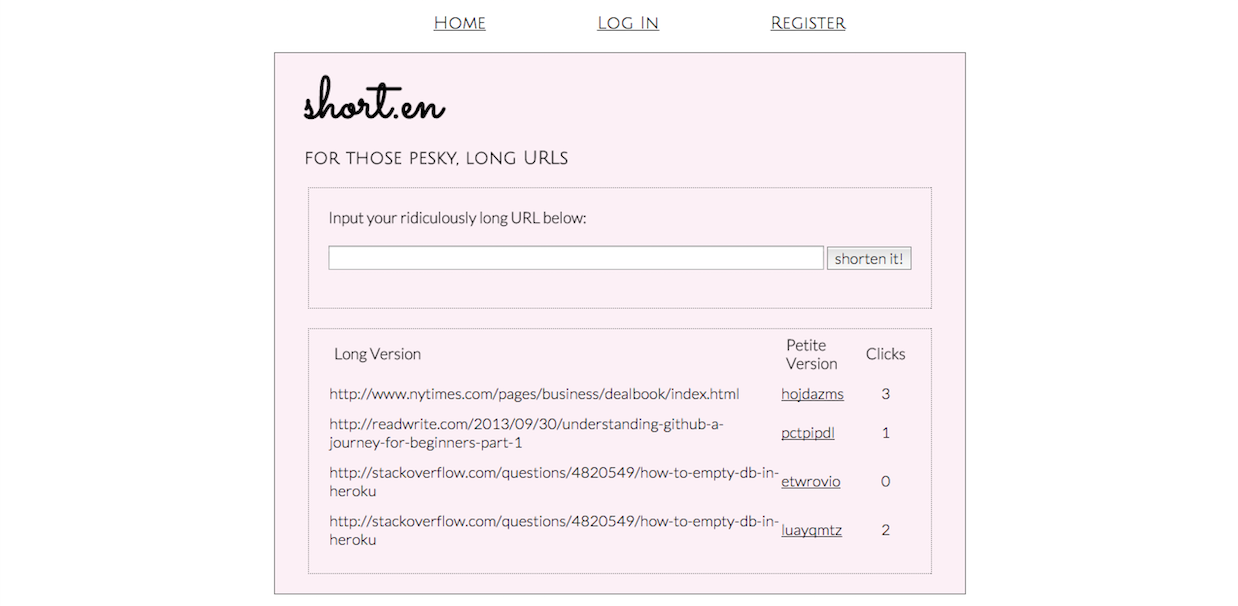 Home Log In Register
short.en
for those pesky, long URLs
Input your ridiculously long URL below:
shorten it!
Long Version Petite Version Clicks
http://www.nytimes.com/pages/business/dealbook/index.html hojdazms 3
http://readwrite.com/2013/09/30/understanding-github-a-
journey-for-beginners-part-1 pctpipdl 1
http://stackoverflow.com/questions/4820549/how-to-empty-db-in-
heroku etwrovio 0
http://stackoverflow.com/questions/4820549/how-to-empty-db-in-
heroku luayqmtz 2